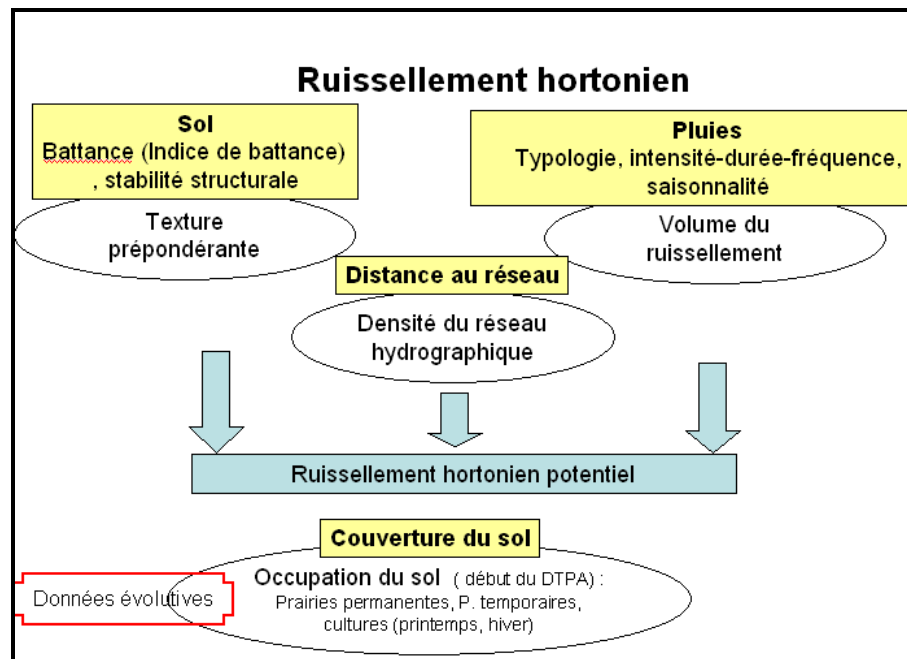 Ruissellement hortonien
Sol
Battance (Indice de battance)
, stabilité structurale
Texture
prépondérante
Pluies
Typologie, intensité-durée-fréquence,
saisonnalité
Volume du
ruissellement
Distance au réseau
Densité du réseau
hydrographique
Ruissellement hortonien potentiel
Couverture du sol
Occupation du sol ( début du DTPA) :
Prairies permanentes, P. temporaires,
cultures (printemps, hiver)
Données évolutives